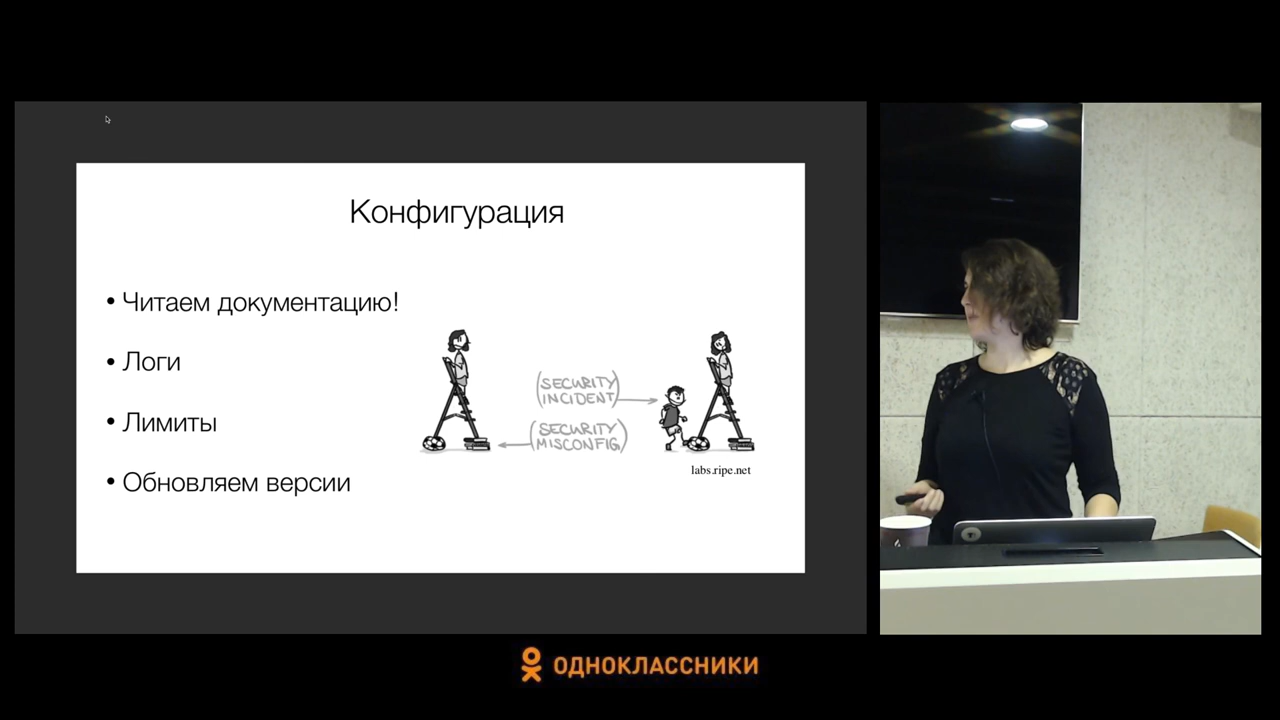 Конфигурация
• Читаем документацию!
• Логи
• Лимиты
• Обновляем версии
(SECURITY
INCIDENT)
(SECURITY
MISCONFIG)
labs.ripe.net
ОДНОКЛАССНИКИ